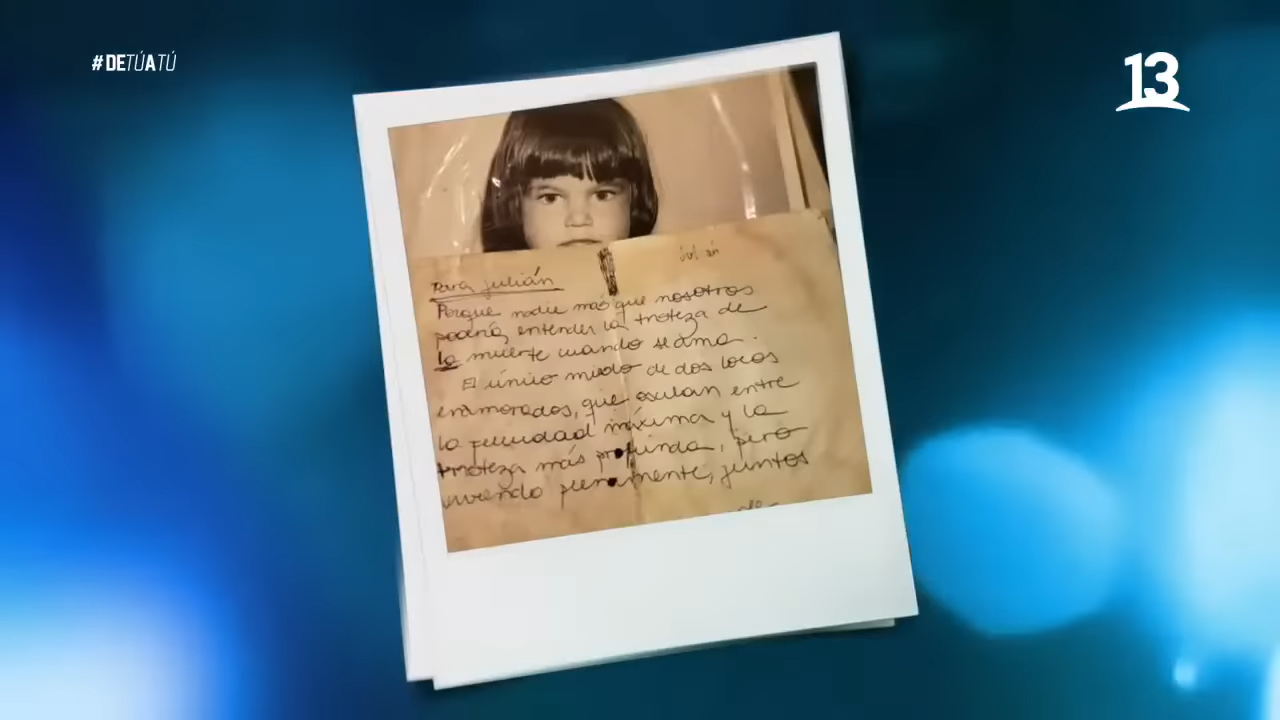 #DETÚATÚ
13
Para Julián
Porque nadie más que nosotros
podría entender la tristeza de
la muerte cuando se ama.
El único mundo de dos locos
enamorados, que oscilan entre
la felicidad máxima y la
tristeza más profunda, pero
viviendo plenamente, juntos